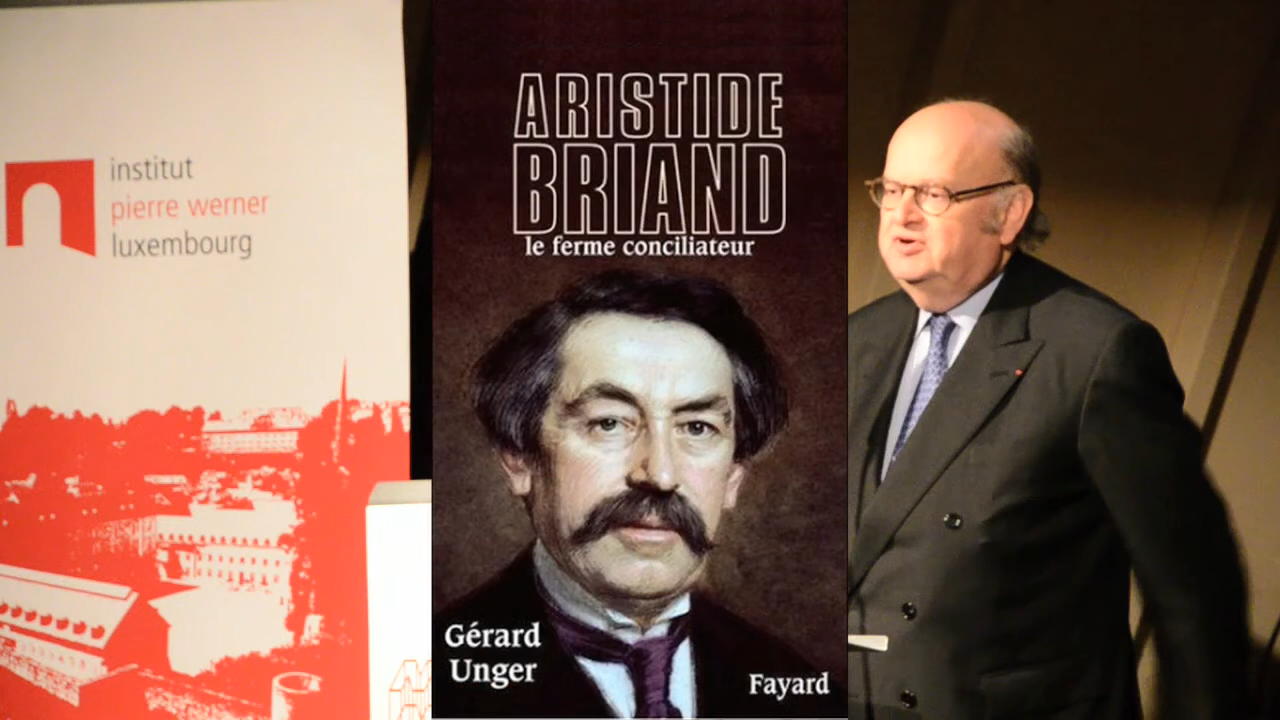 institut
pierre werner
luxembourg
ARISTIDE
BRIAND
le ferme conciliateur
Gérard
Unger
Fayard